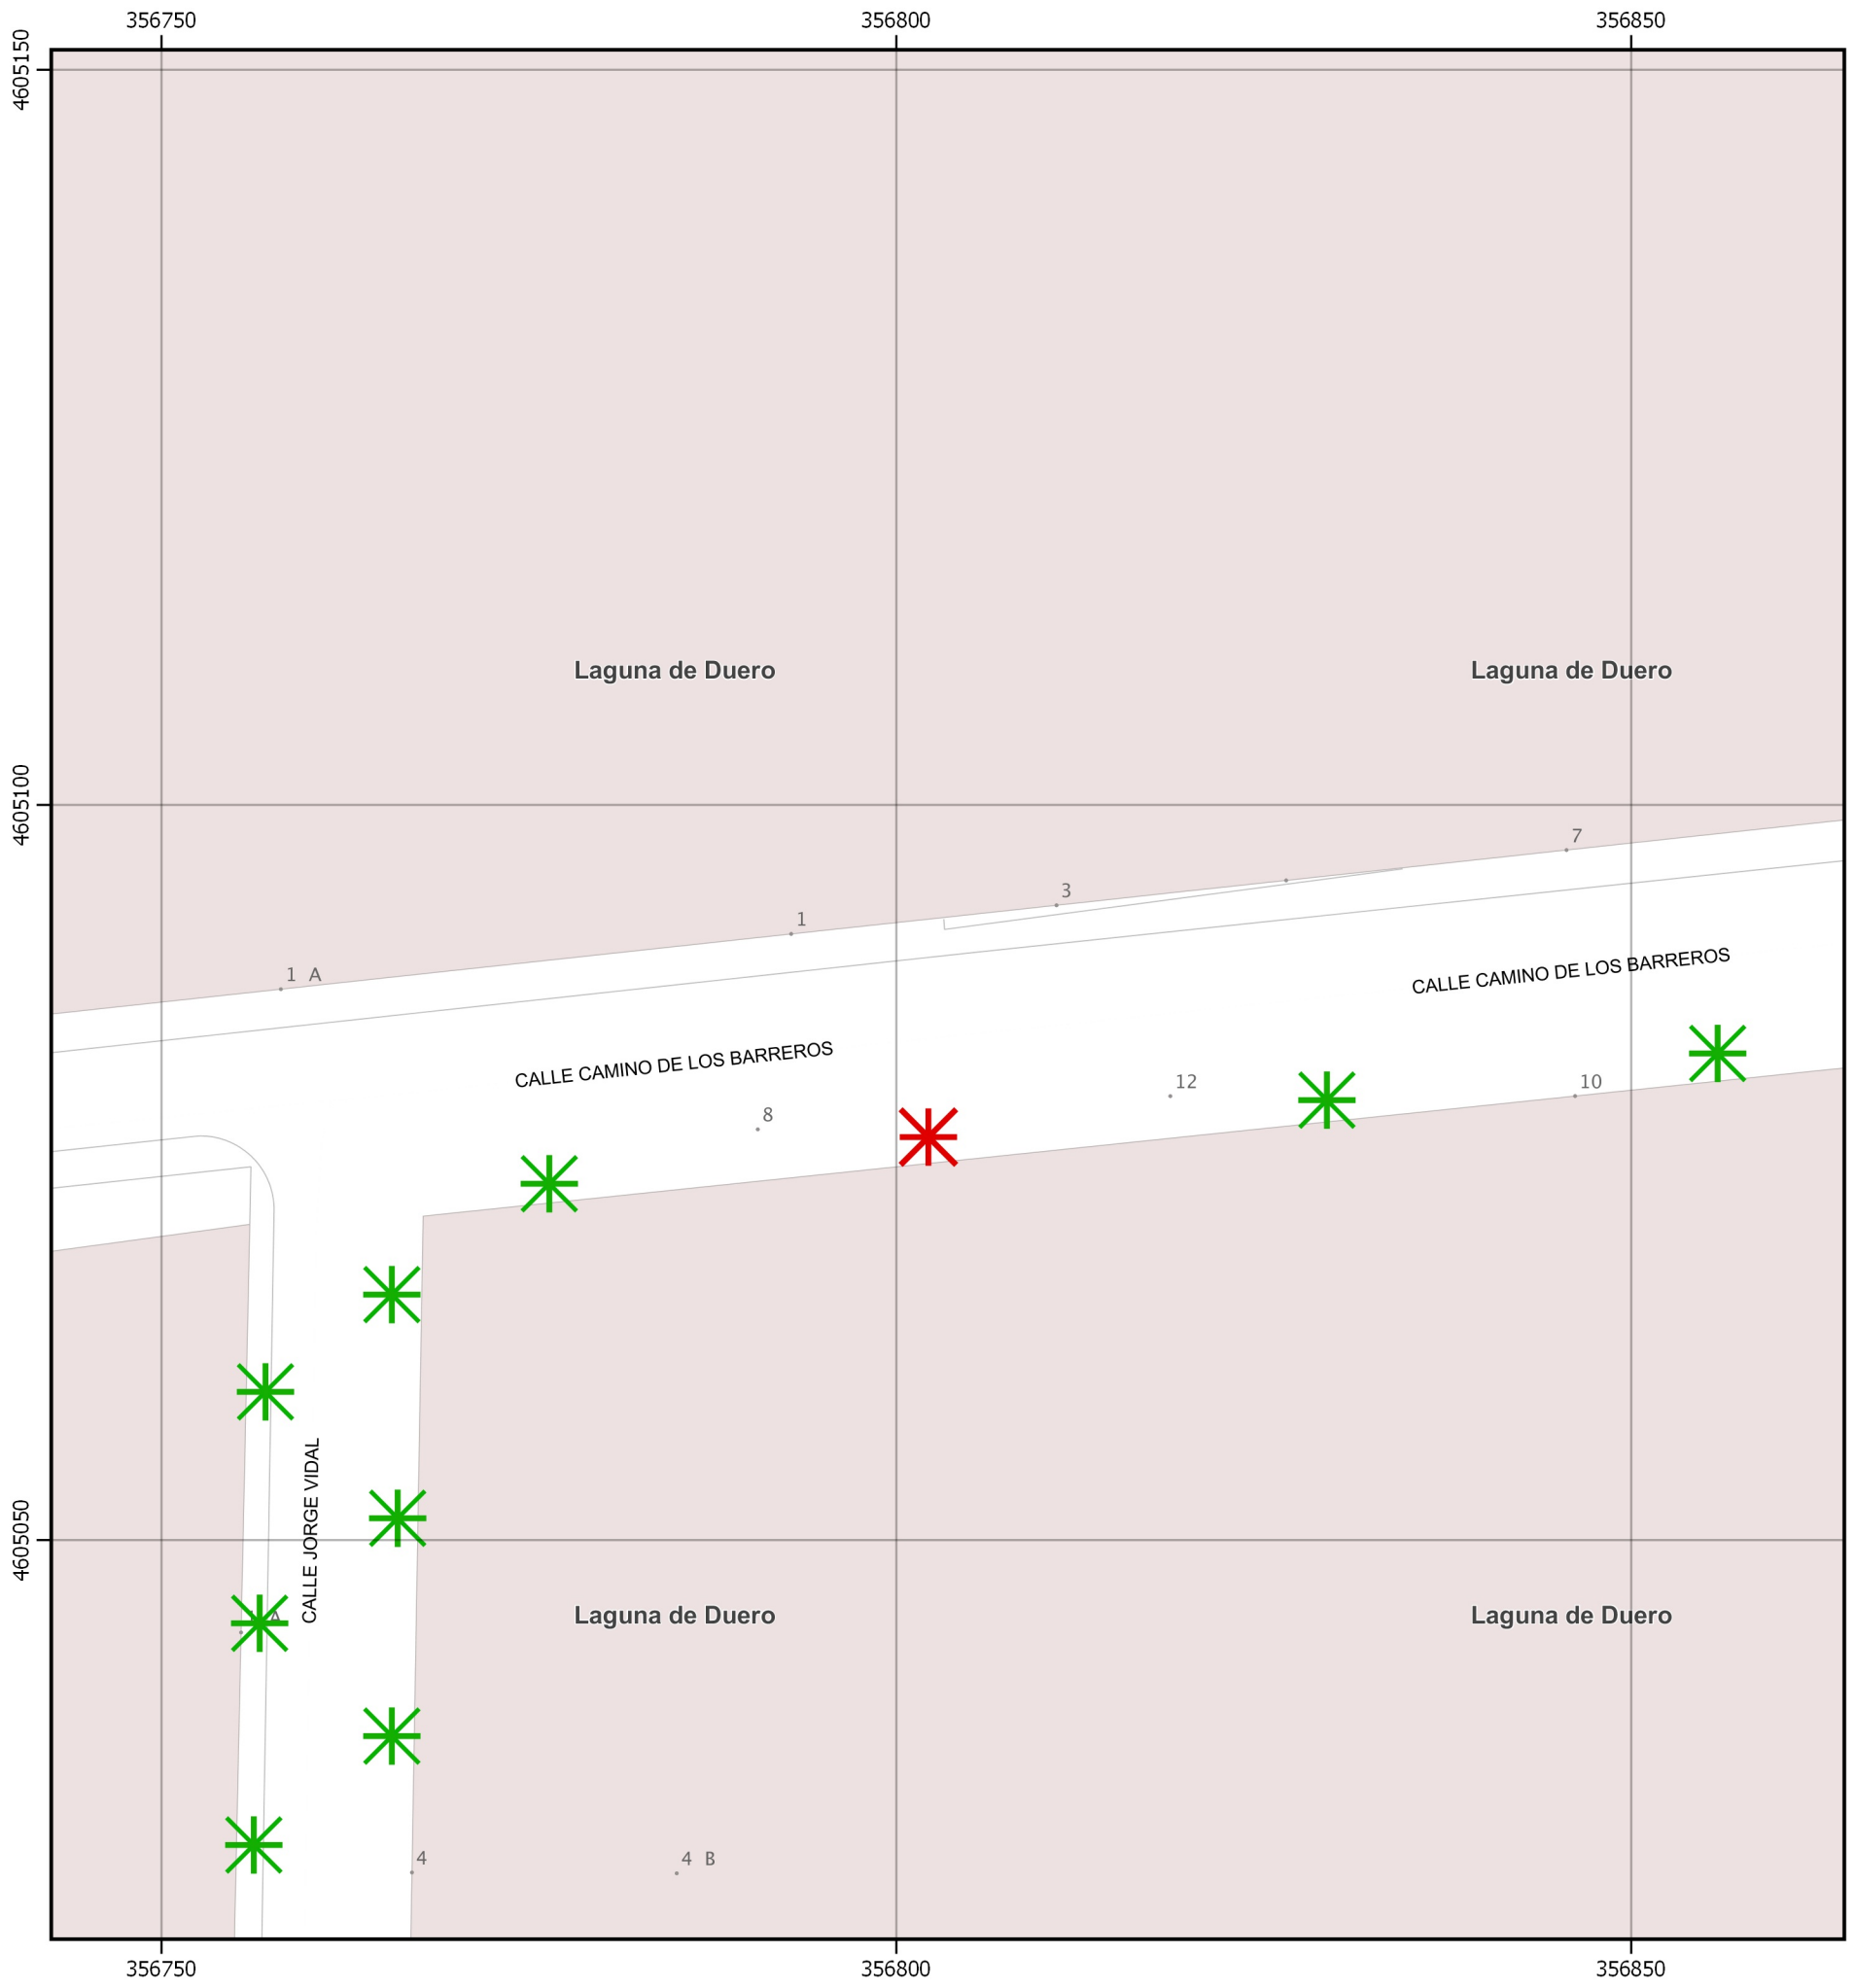 356750 356800 356850
4605150
Laguna de Duero Laguna de Duero
4605100
7
3
1
1 A
CALLE CAMINO DE LOS BARREROS
CALLE CAMINO DE LOS BARREROS
12
10
8
CALLE JORGE VIDAL
4605050
A
Laguna de Duero Laguna de Duero
4
4 B
356750 356800 356850